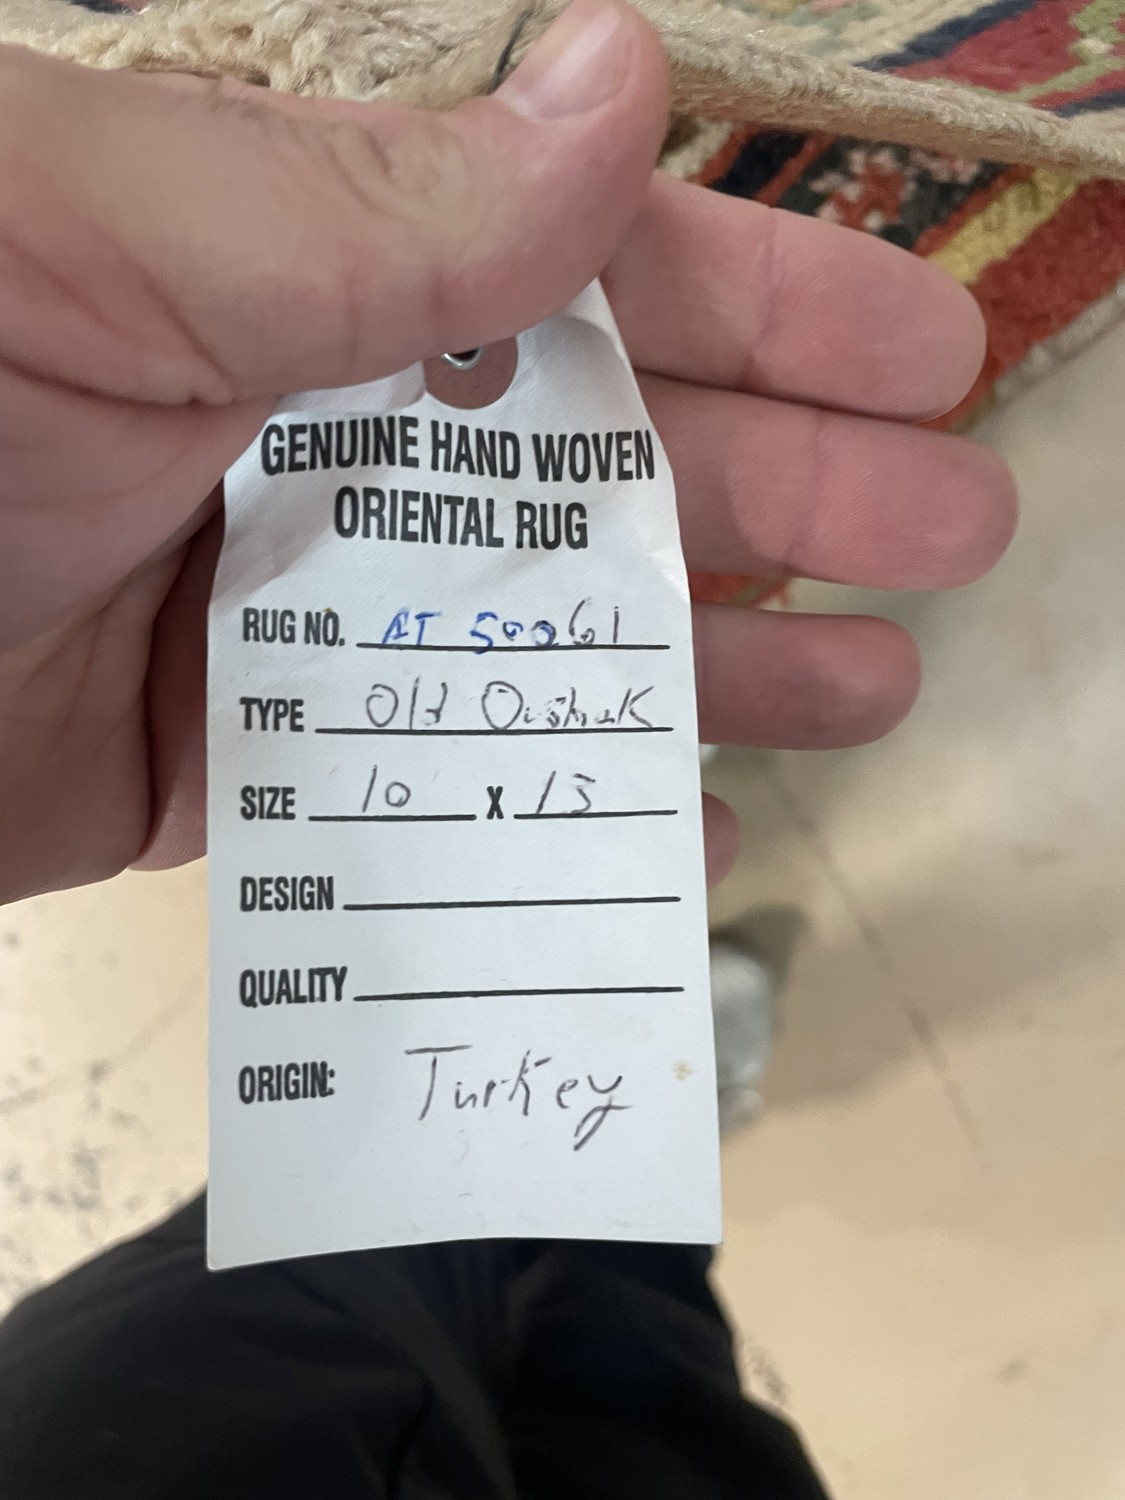 GENUINE HAND WOVEN
ORIENTAL RUG
RUG NO. AT 50061
TYPE Old Oushak
SIZE 10 X 13
DESIGN
QUALITY
ORIGIN: Turkey